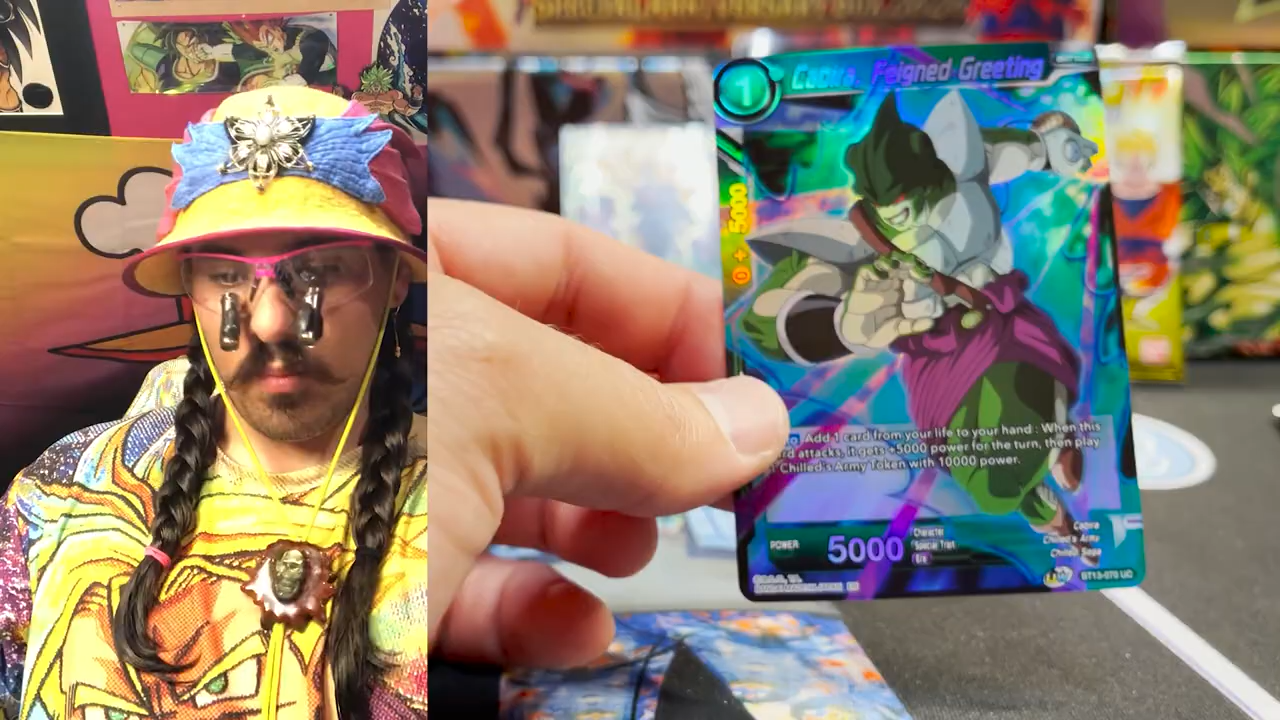 1
Cabira, Feigned Greeting
0 + 5000
Add 1 card from your life to your hand : When this
attacks, it gets +5000 power for the turn, then play
1 Chilled's Army Token with 10000 power.
POWER 5000
Character Cabira
Special Trait Chilled's Army
Era Chilled Saga
BT13-070 UC